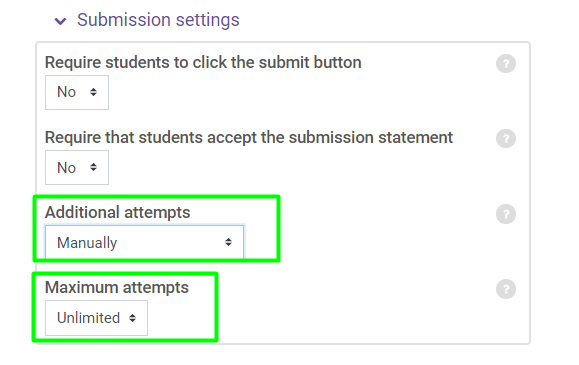 Submission settings
Require students to click the submit button
?
No
Require that students accept the submission statement
?
No
Additional attempts
?
Manually
Maximum attempts
?
Unlimited